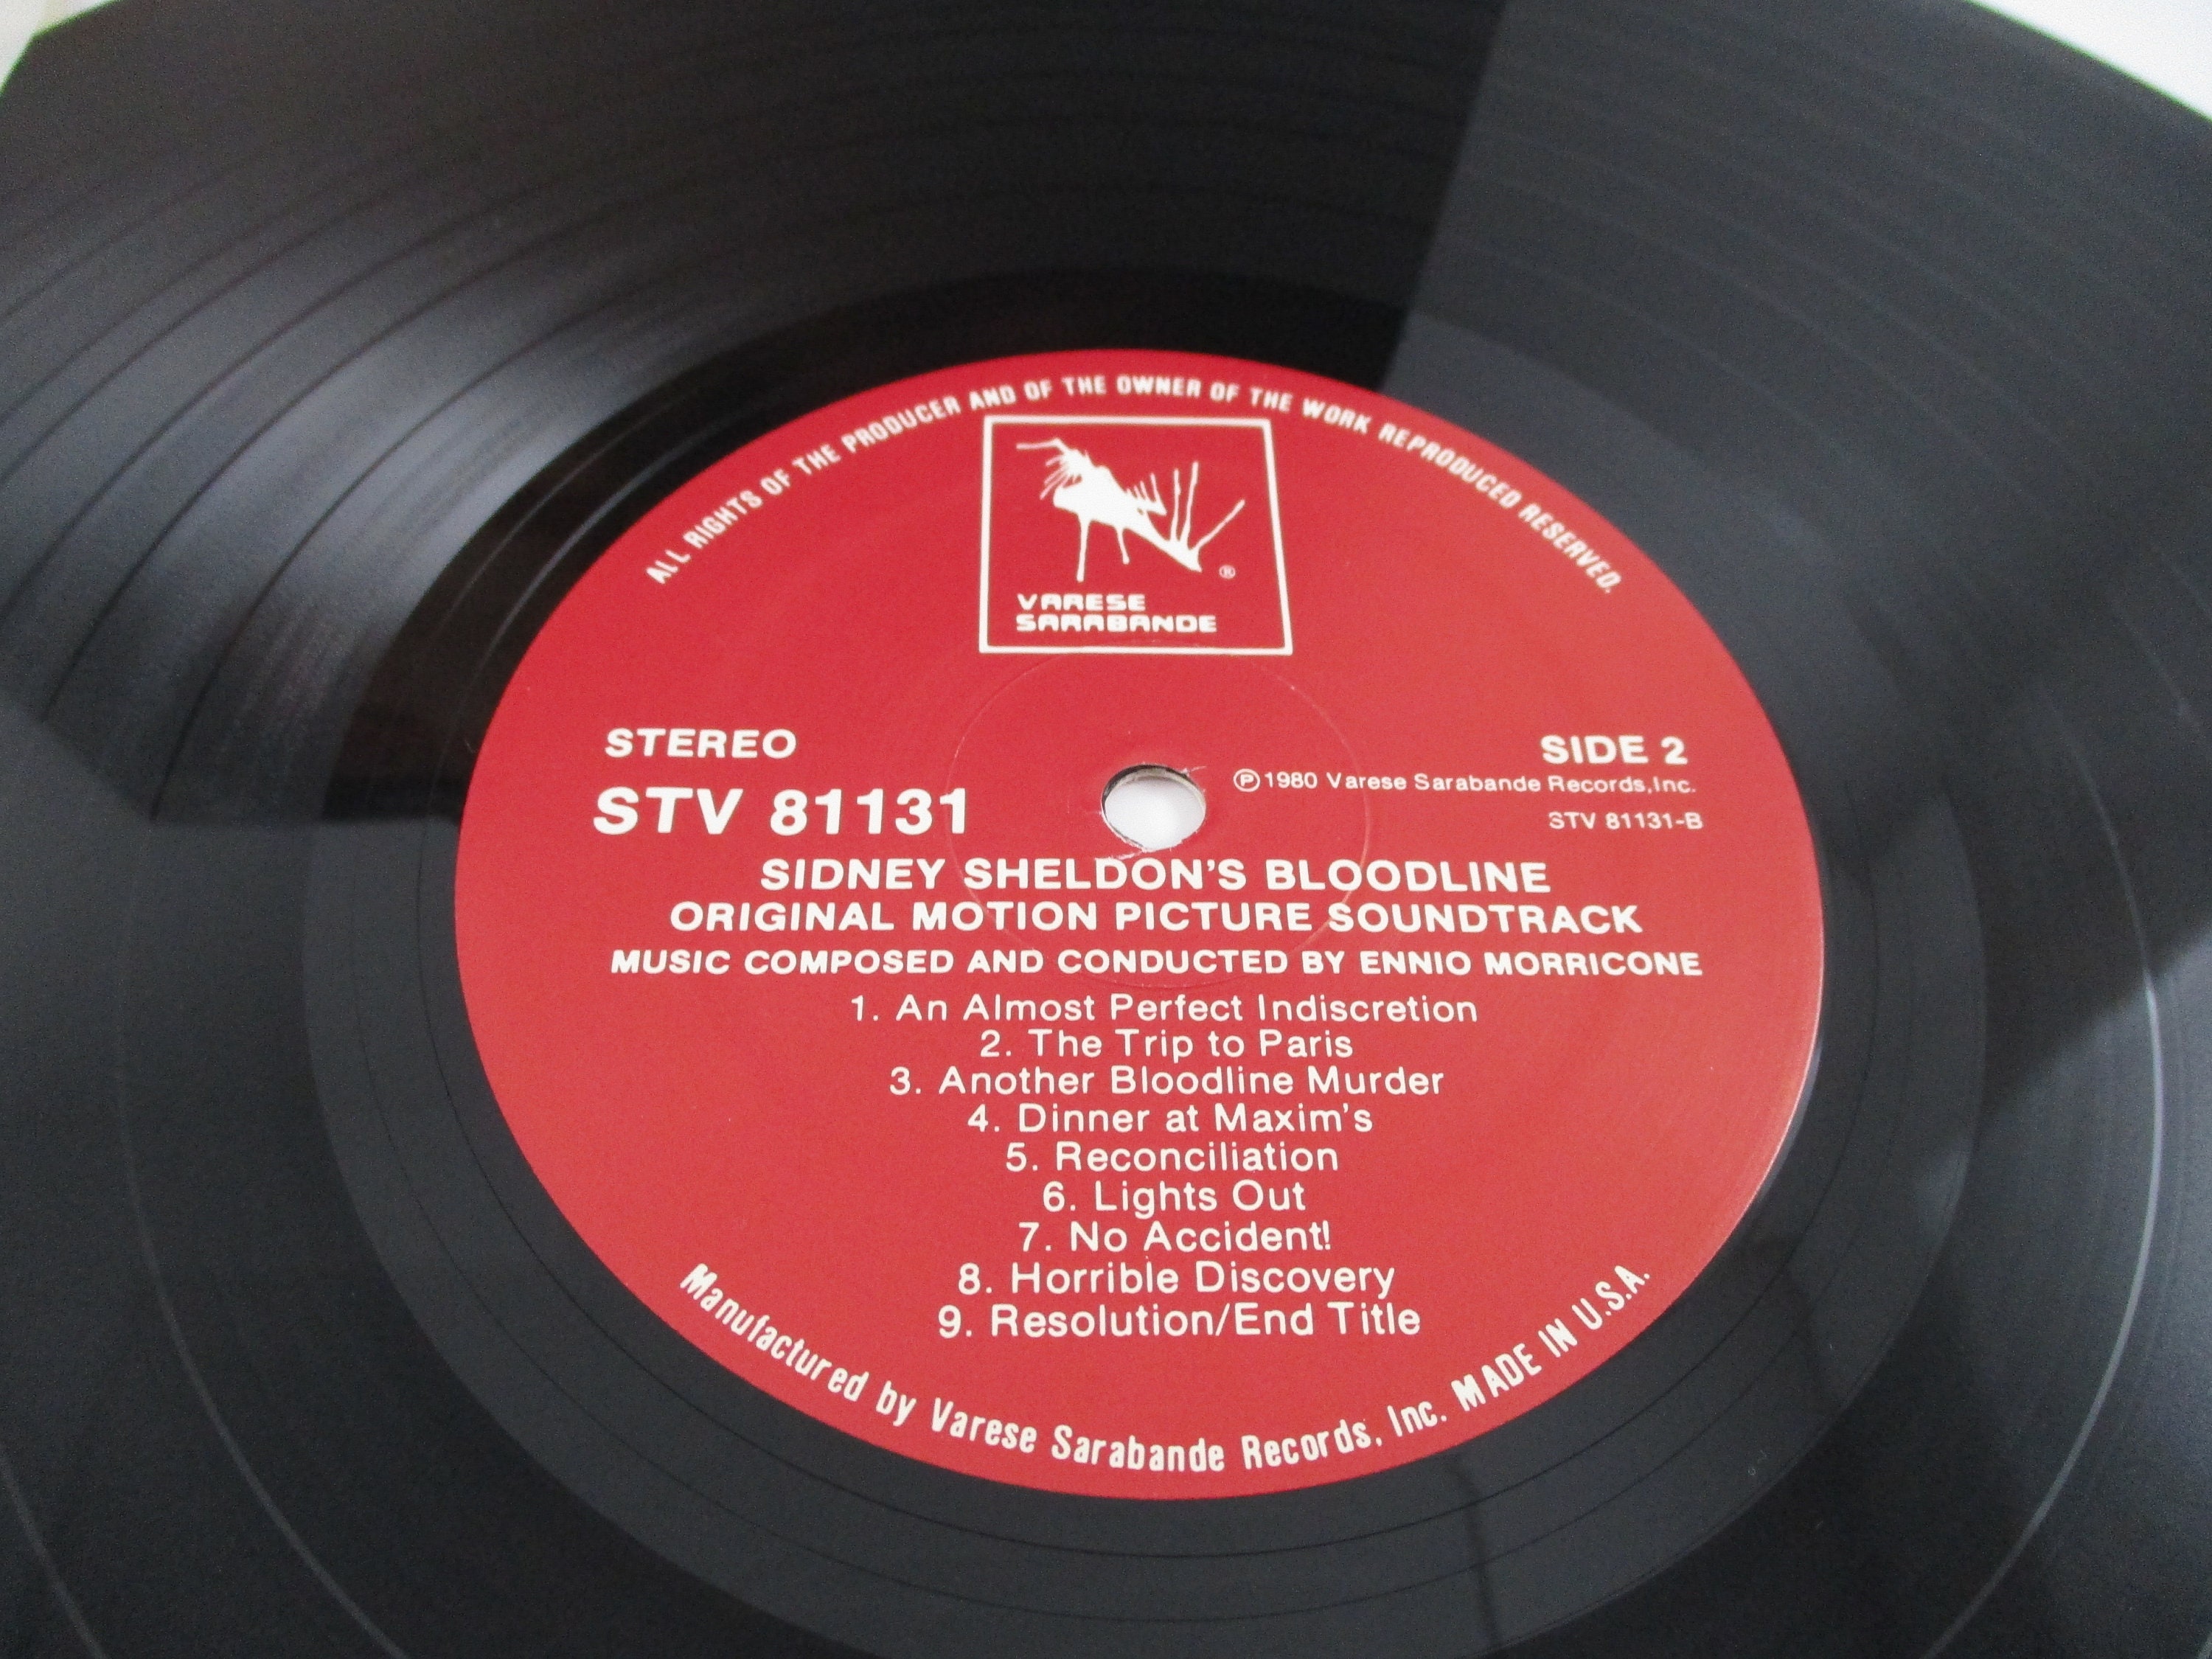 ALL RIGHTS OF THE PRODUCER AND OF THE OWNER OF THE WORK REPRODUCED RESERVED.
®
VARESE
SARABANDE
STEREO
SIDE 2
℗1980 Varese Sarabande Records,Inc.
STV 81131
STV 81131-B
SIDNEY SHELDON'S BLOODLINE
ORIGINAL MOTION PICTURE SOUNDTRACK
MUSIC COMPOSED AND CONDUCTED BY ENNIO MORRICONE
1. An Almost Perfect Indiscretion
2. The Trip to Paris
3. Another Bloodline Murder
4. Dinner at Maxim's
5. Reconciliation
6. Lights Out
7. No Accident!
8. Horrible Discovery
9. Resolution/End Title
Manufactured by Varese Sarabande Records, Inc. MADE IN U.S.A.